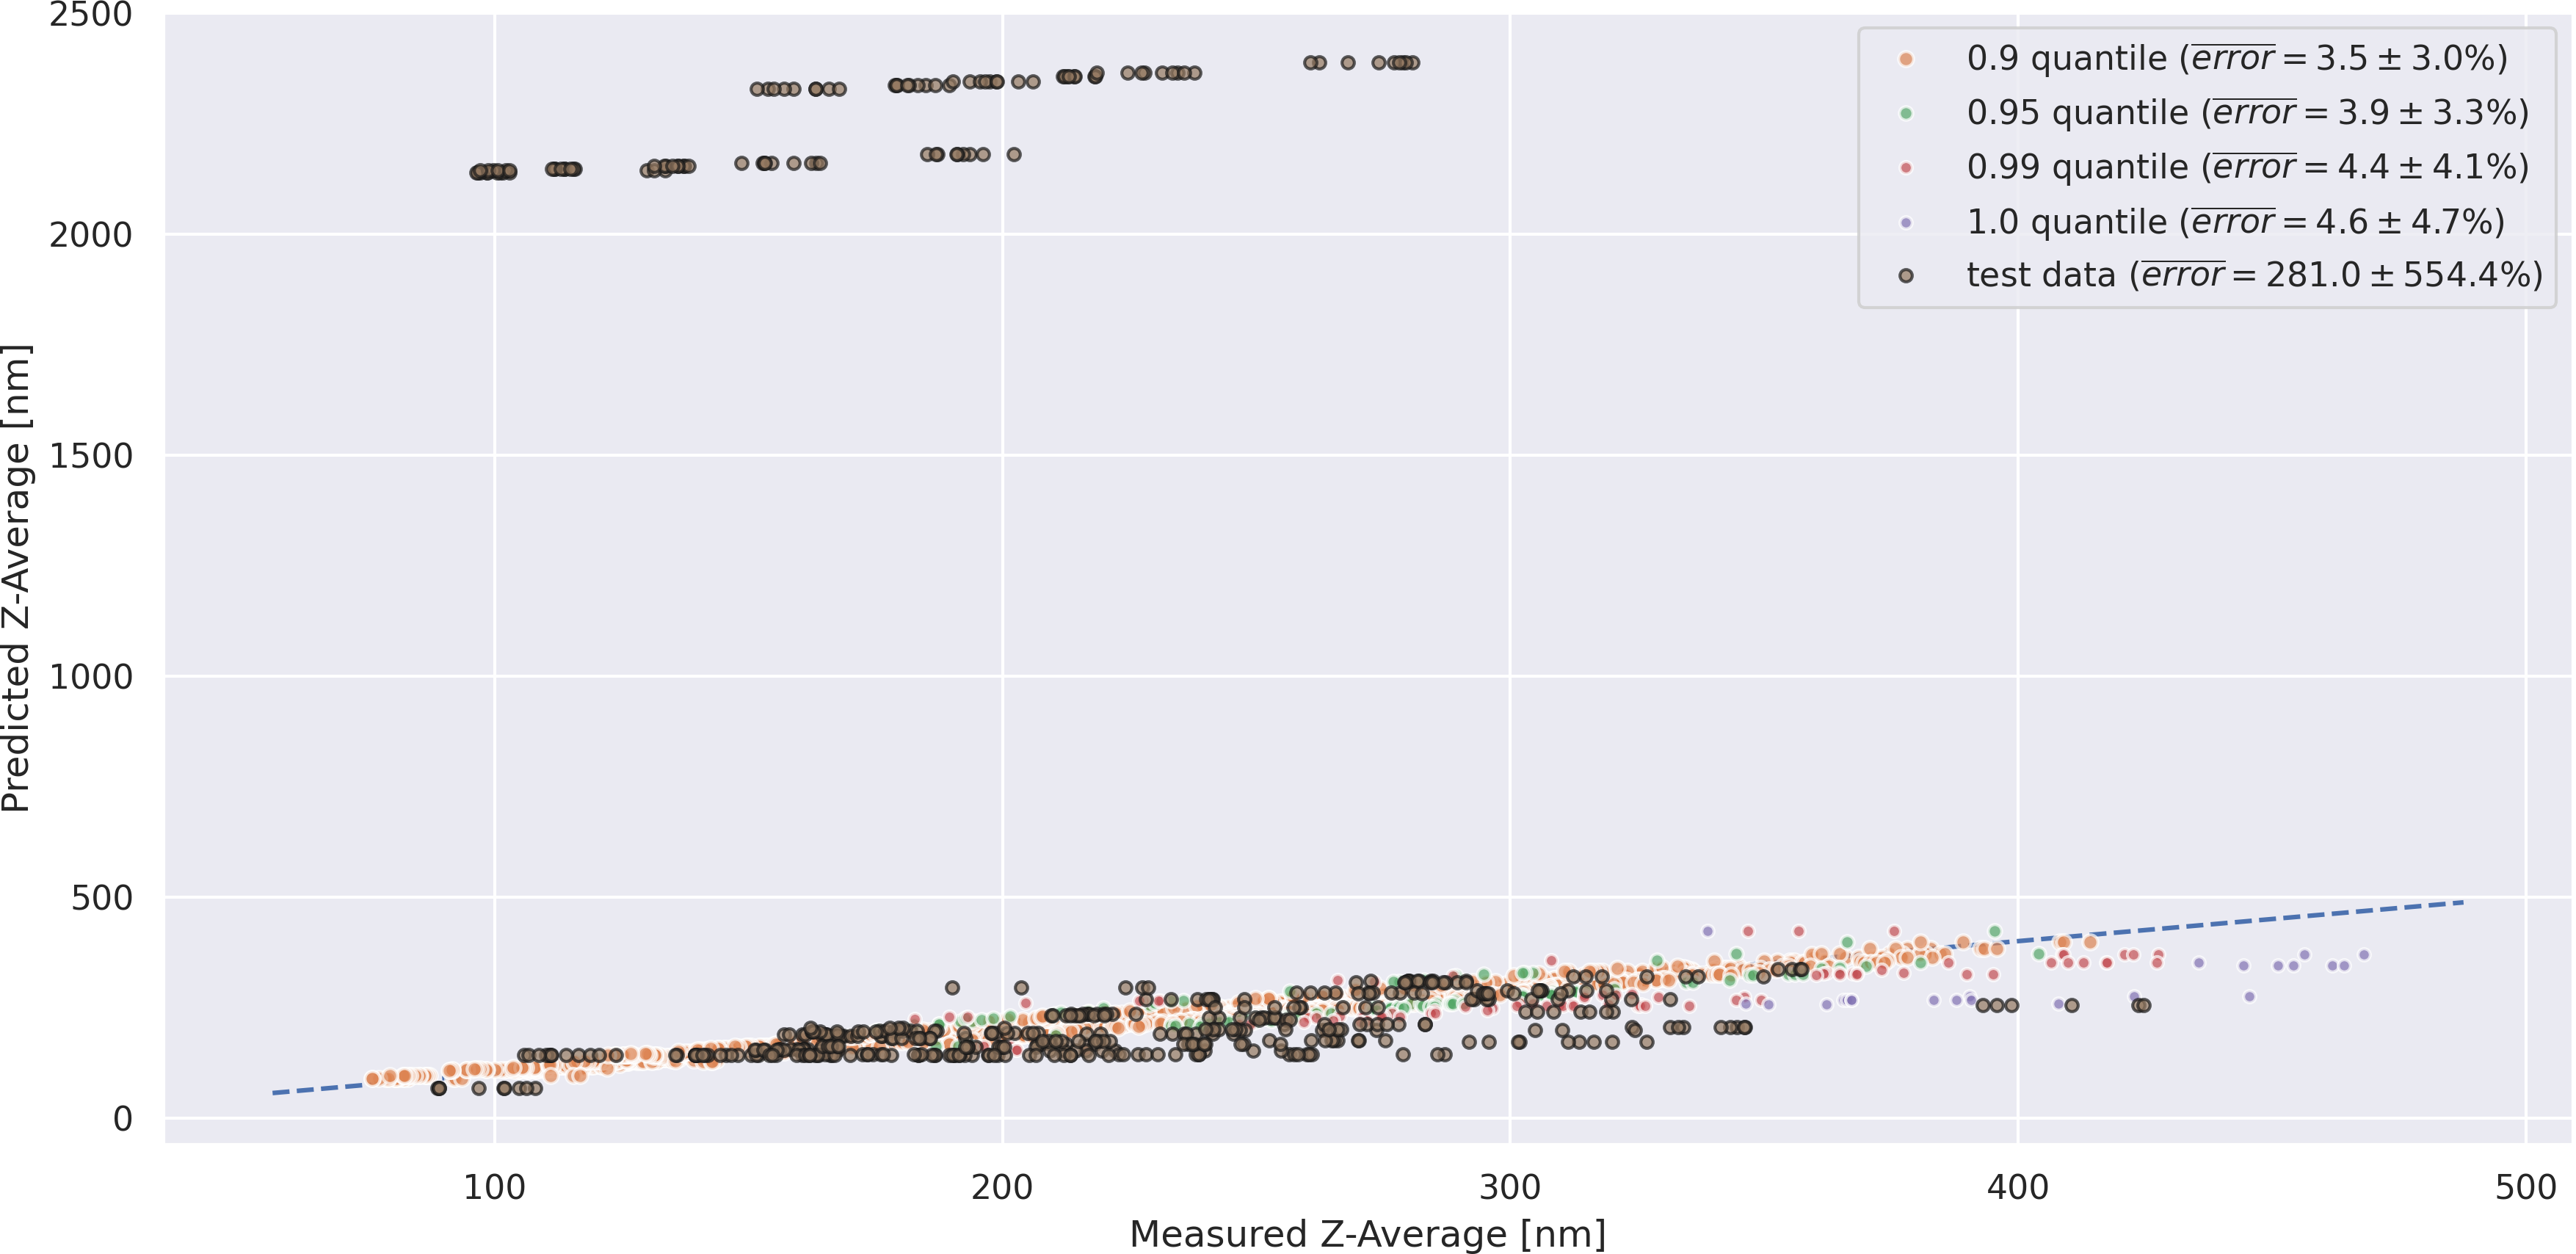 2500
2000
1500
1000
500
0
Predicted Z-Average [nm]
0.9 quantile (error = 3.5 ± 3.0%)
0.95 quantile (error = 3.9 ± 3.3%)
0.99 quantile (error = 4.4 ± 4.1%)
1.0 quantile (error = 4.6 ± 4.7%)
test data (error = 281.0 ± 554.4%)
100 200 300 400 500
Measured Z-Average [nm]